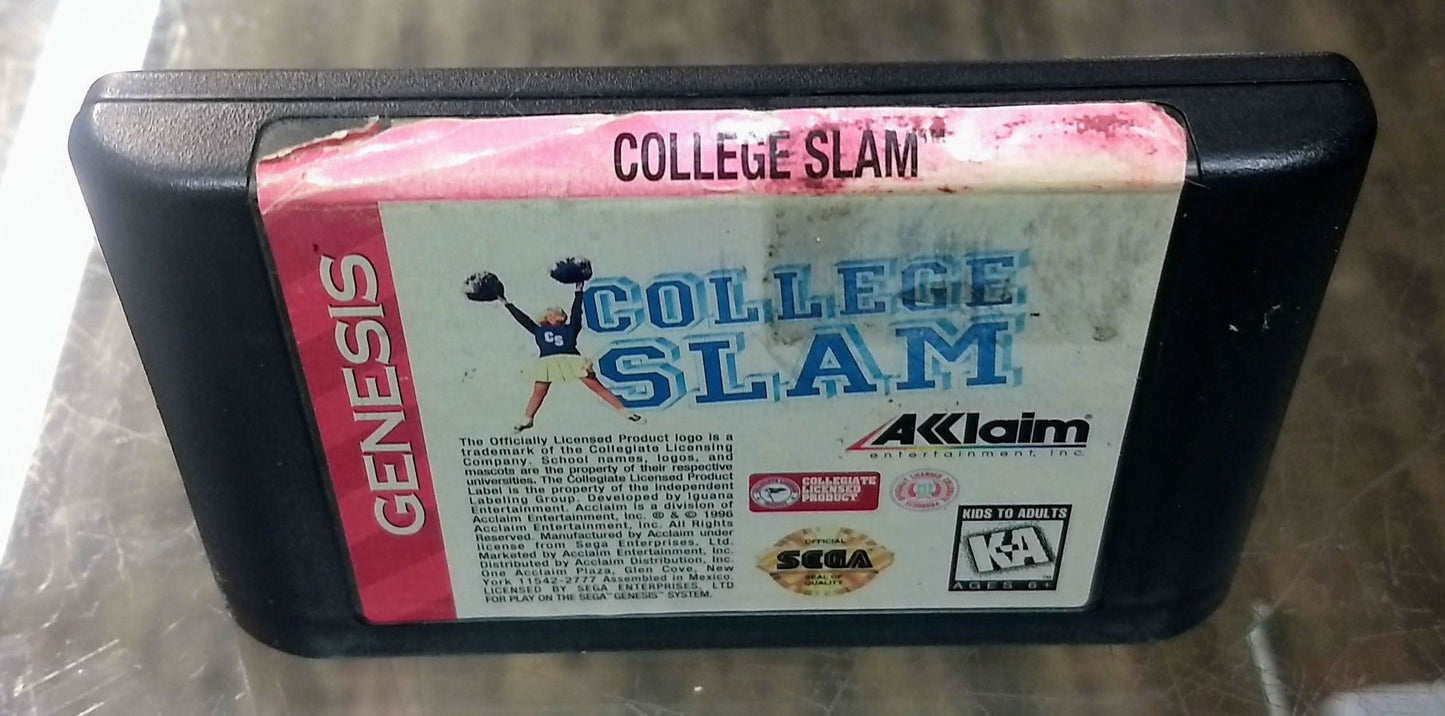 COLLEGE SLAM™
GENESIS
COLLEGE
SLAM
CS
The Officially Licensed Product logo is a
trademark of the Collegiate Licensing
Company. School names, logos, and
mascots are the property of their respective
universities. The Collegiate Licensed Product
Label is the property of the Independent
Labeling Group. Developed by Iguana
Entertainment. Acclaim is a division of
Acclaim Entertainment, Inc. ® & © 1996
Acclaim Entertainment, Inc. All Rights
Reserved. Manufactured by Acclaim under
license from Sega Enterprises, Ltd.
Marketed by Acclaim Entertainment, Inc.
Distributed by Acclaim Distribution, Inc.
One Acclaim Plaza, Glen Cove, New
York 11542-2777 Assembled in Mexico.
LICENSED BY SEGA ENTERPRISES, LTD
FOR PLAY ON THE SEGA™ GENESIS™ SYSTEM.
AKKlaim®
entertainment, inc.
COLLEGIATE
LICENSED
PRODUCT
OFFICIAL
SEGA
SEAL OF
QUALITY
KIDS TO ADULTS
K-A
AGES 6+